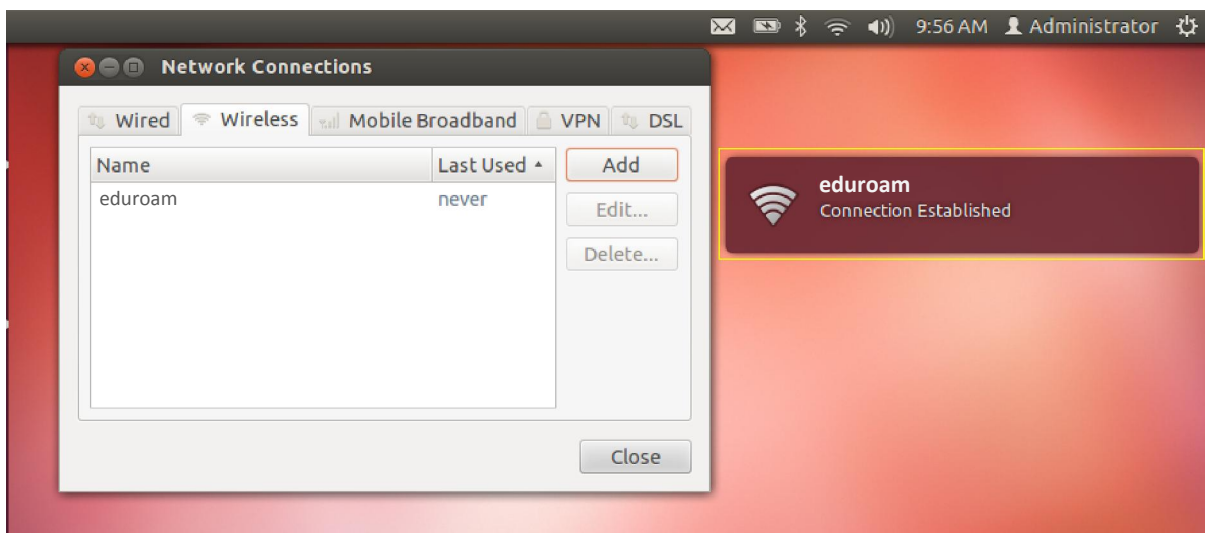 9:56 AM Administrator
Network Connections
Wired Wireless Mobile Broadband VPN DSL
Name Last Used Add
eduroam never
Edit...
Delete...
Close
eduroam
Connection Established